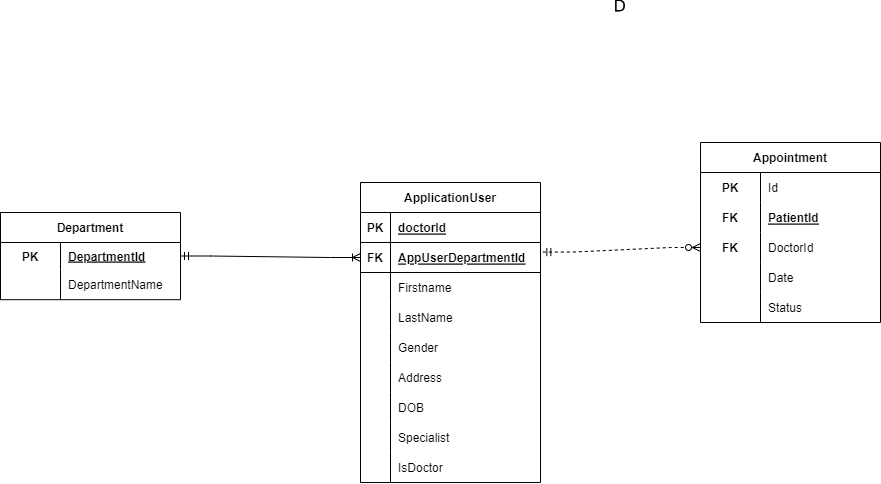 D
Department
PK DepartmentId
DepartmentName
ApplicationUser
PK doctorId
FK AppUserDepartmentId
Firstname
LastName
Gender
Address
DOB
Specialist
IsDoctor
Appointment
PK Id
FK PatientId
FK DoctorId
Date
Status